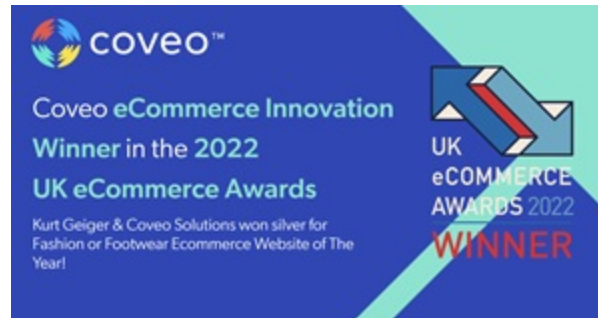 coveo™
Coveo eCommerce Innovation
Winner in the 2022
UK eCommerce Awards
Kurt Geiger & Coveo Solutions won silver for
Fashion or Footwear Ecommerce Website of The
Year!
UK
eCOMMERCE
AWARDS 2022
WINNER